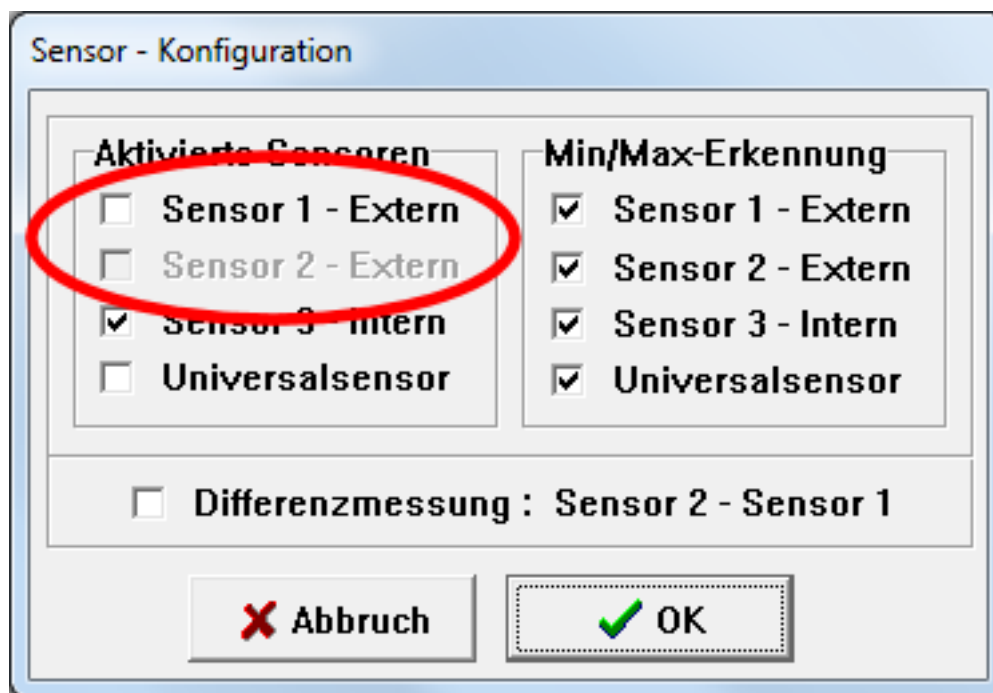 Sensor - Konfiguration
Aktivierte Sensoren
Sensor 1 - Extern
Sensor 2 - Extern
Sensor 3 - Intern
Universalsensor
Min/Max-Erkennung
Sensor 1 - Extern
Sensor 2 - Extern
Sensor 3 - Intern
Universalsensor
Differenzmessung : Sensor 2 - Sensor 1
Abbruch
OK